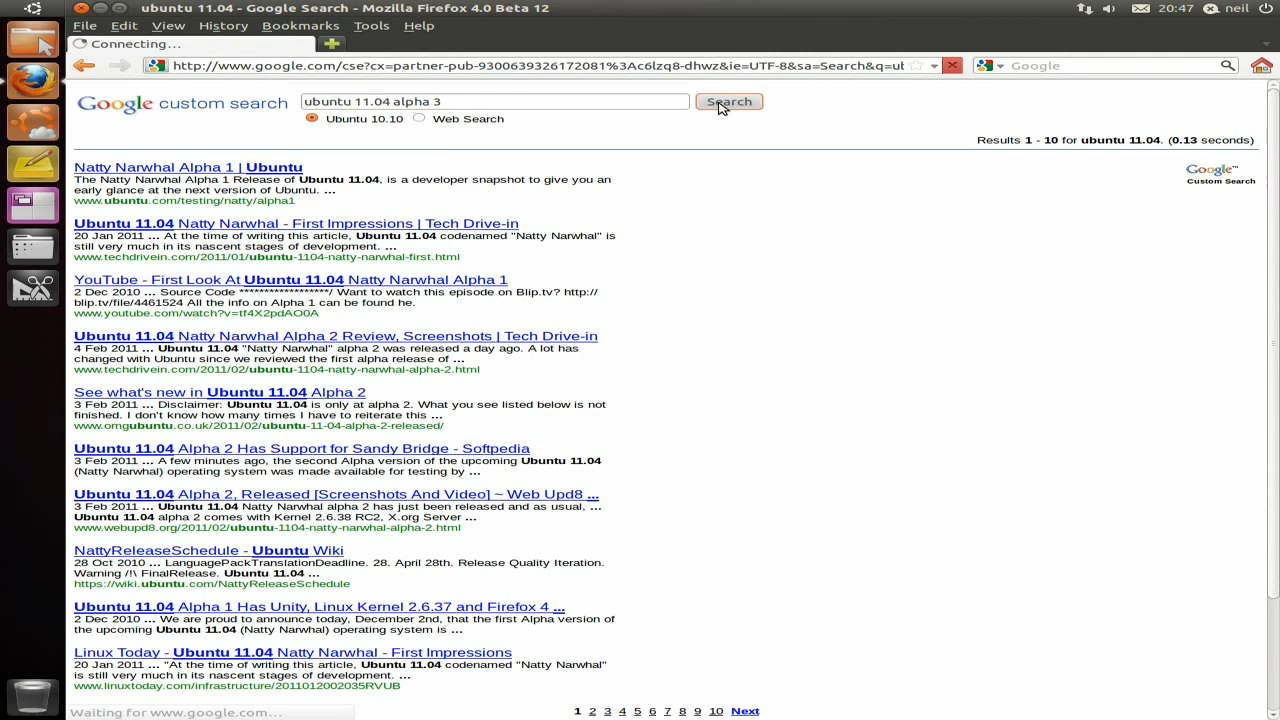 ubuntu 11.04 - Google Search - Mozilla Firefox 4.0 Beta 12
20:47 neil
File Edit View History Bookmarks Tools Help
Connecting...
http://www.google.com/cse?cx=partner-pub-9300639326172081%3Ac6lzq8-dhwz&ie=UTF-8&sa=Search&q=ub
Google
Google custom search
ubuntu 11.04 alpha 3
Search
Ubuntu 10.10 Web Search
Results 1 - 10 for ubuntu 11.04. (0.13 seconds)
Google™
Custom Search
Natty Narwhal Alpha 1 | Ubuntu
The Natty Narwhal Alpha 1 Release of Ubuntu 11.04, is a developer snapshot to give you an
early glance at the next version of Ubuntu. ...
www.ubuntu.com/testing/natty/alpha1
Ubuntu 11.04 Natty Narwhal - First Impressions | Tech Drive-in
20 Jan 2011 ... At the time of writing this article, Ubuntu 11.04 codenamed "Natty Narwhal" is
still very much in its nascent stages of development. ...
www.techdrivein.com/2011/01/ubuntu-1104-natty-narwhal-first.html
YouTube - First Look At Ubuntu 11.04 Natty Narwhal Alpha 1
2 Dec 2010 ... Source Code *****************/ Want to watch this episode on Blip.tv? http://
blip.tv/file/4461524 All the info on Alpha 1 can be found he.
www.youtube.com/watch?v=tf4X2pdAO0A
Ubuntu 11.04 Natty Narwhal Alpha 2 Review, Screenshots | Tech Drive-in
4 Feb 2011 ... Ubuntu 11.04 "Natty Narwhal" alpha 2 was released a day ago. A lot has
changed with Ubuntu since we reviewed the first alpha release of ...
www.techdrivein.com/2011/02/ubuntu-1104-natty-narwhal-alpha-2.html
See what's new in Ubuntu 11.04 Alpha 2
3 Feb 2011 ... Disclaimer: Ubuntu 11.04 is only at alpha 2. What you see listed below is not
finished. I don't know how many times I have to reiterate this ...
www.omgubuntu.co.uk/2011/02/ubuntu-11-04-alpha-2-released/
Ubuntu 11.04 Alpha 2 Has Support for Sandy Bridge - Softpedia
3 Feb 2011 ... A few minutes ago, the second Alpha version of the upcoming Ubuntu 11.04
(Natty Narwhal) operating system was made available for testing by ...
Ubuntu 11.04 Alpha 2, Released [Screenshots And Video] ~ Web Upd8 ...
3 Feb 2011 ... Ubuntu 11.04 Natty Narwhal alpha 2 has just been released and as usual, ...
Ubuntu 11.04 alpha 2 comes with Kernel 2.6.38 RC2, X.org Server ...
www.webupd8.org/2011/02/ubuntu-1104-natty-narwhal-alpha-2.html
NattyReleaseSchedule - Ubuntu Wiki
28 Oct 2010 ... LanguagePackTranslationDeadline. 28. April 28th. Release Quality Iteration.
Warning /!\ FinalRelease. Ubuntu 11.04 ...
https://wiki.ubuntu.com/NattyReleaseSchedule
Ubuntu 11.04 Alpha 1 Has Unity, Linux Kernel 2.6.37 and Firefox 4 ...
2 Dec 2010 ... We are proud to announce today, December 2nd, that the first Alpha version of
the upcoming Ubuntu 11.04 (Natty Narwhal) operating system is ...
Linux Today - Ubuntu 11.04 Natty Narwhal - First Impressions
20 Jan 2011 ... "At the time of writing this article, Ubuntu 11.04 codenamed "Natty Narwhal"
is still very much in its nascent stages of development. ...
www.linuxtoday.com/infrastructure/2011012002035RVUB
1 2 3 4 5 6 7 8 9 10 Next
Waiting for www.google.com...